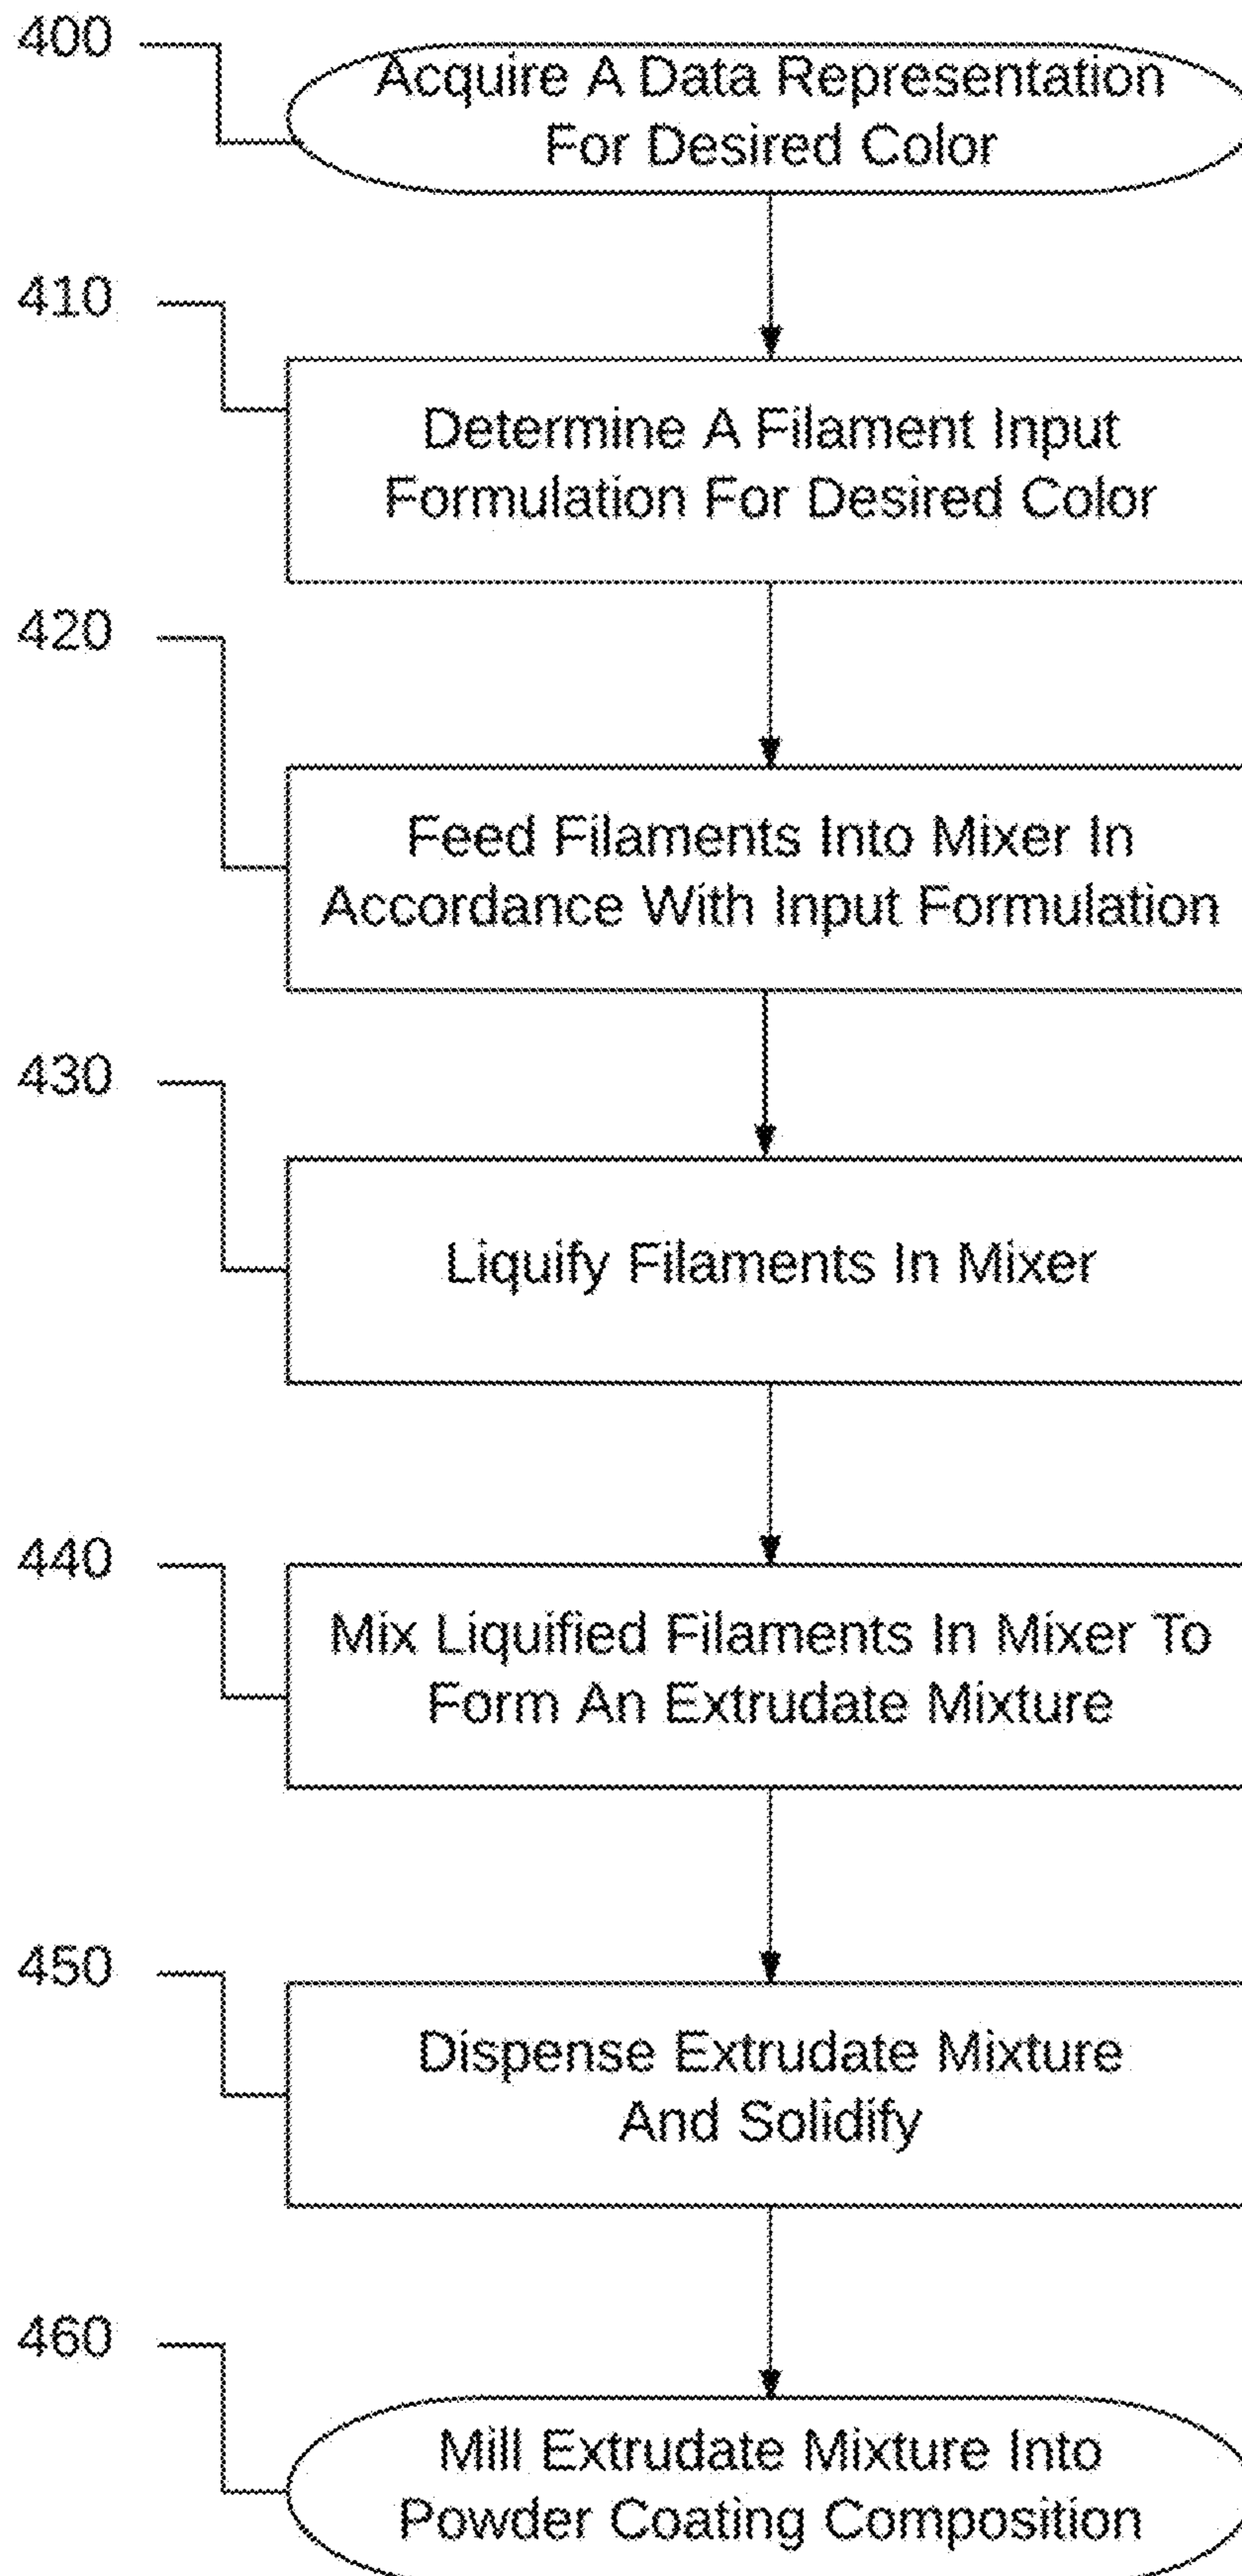 400
Acquire A Data Representation
For Desired Color
410
Determine A Filament Input
Formulation For Desired Color
420
Feed Filaments Into Mixer In
Accordance With Input Formulation
430
Liquify Filaments In Mixer
440
Mix Liquified Filaments In Mixer To
Form An Extrudate Mixture
450
Dispense Extrudate Mixture
And Solidify
460
Mill Extrudate Mixture Into
Powder Coating Composition